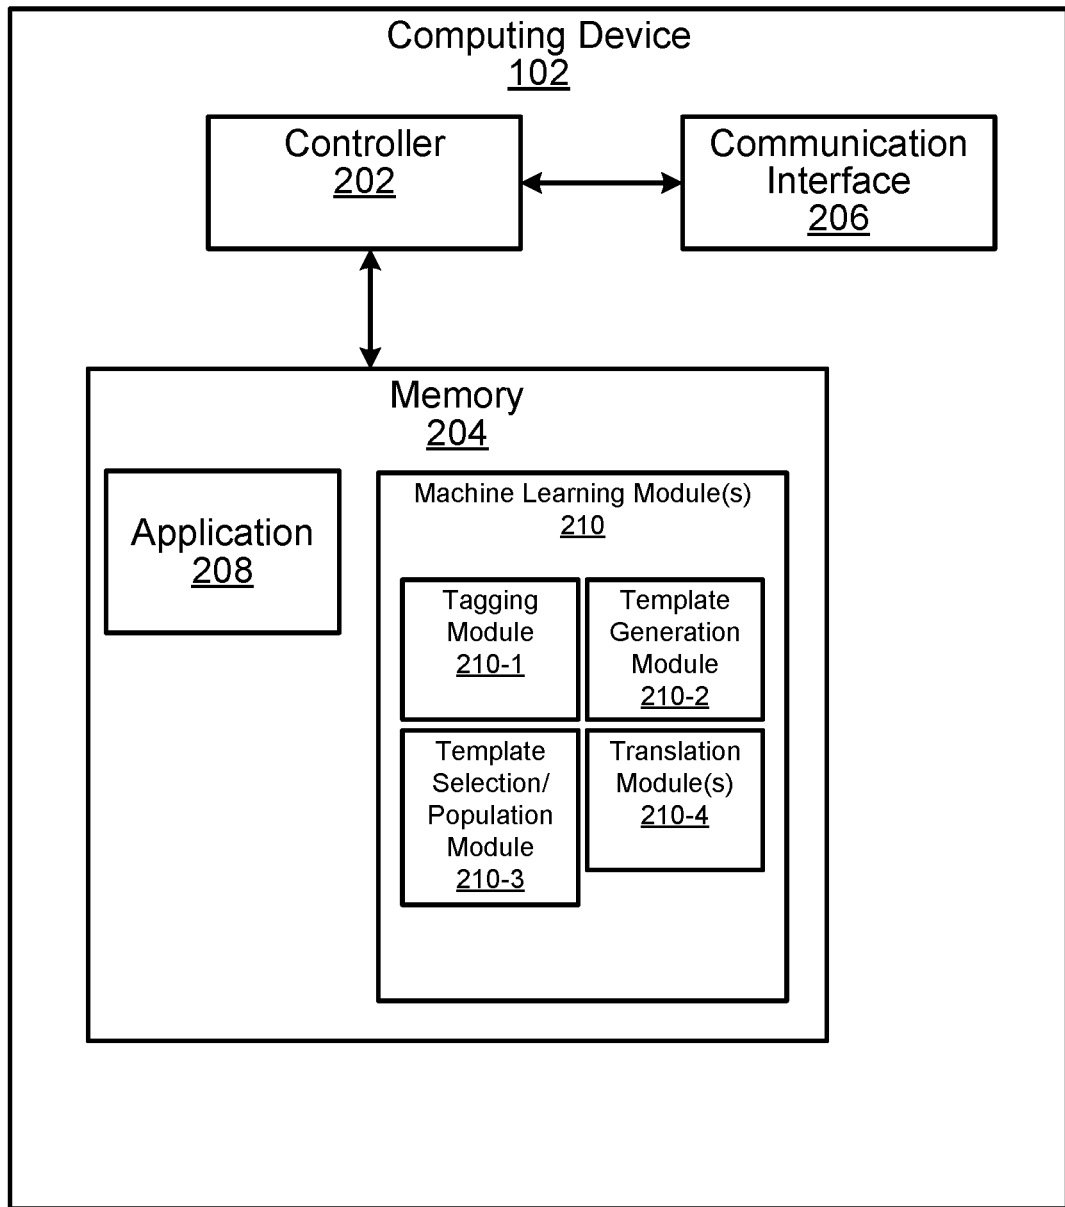 Computing Device
102
Controller
202
Communication
Interface
206
Memory
204
Application
208
Machine Learning Module(s)
210
Tagging
Module
210-1
Template
Generation
Module
210-2
Template
Selection/
Population
Module
210-3
Translation
Module(s)
210-4